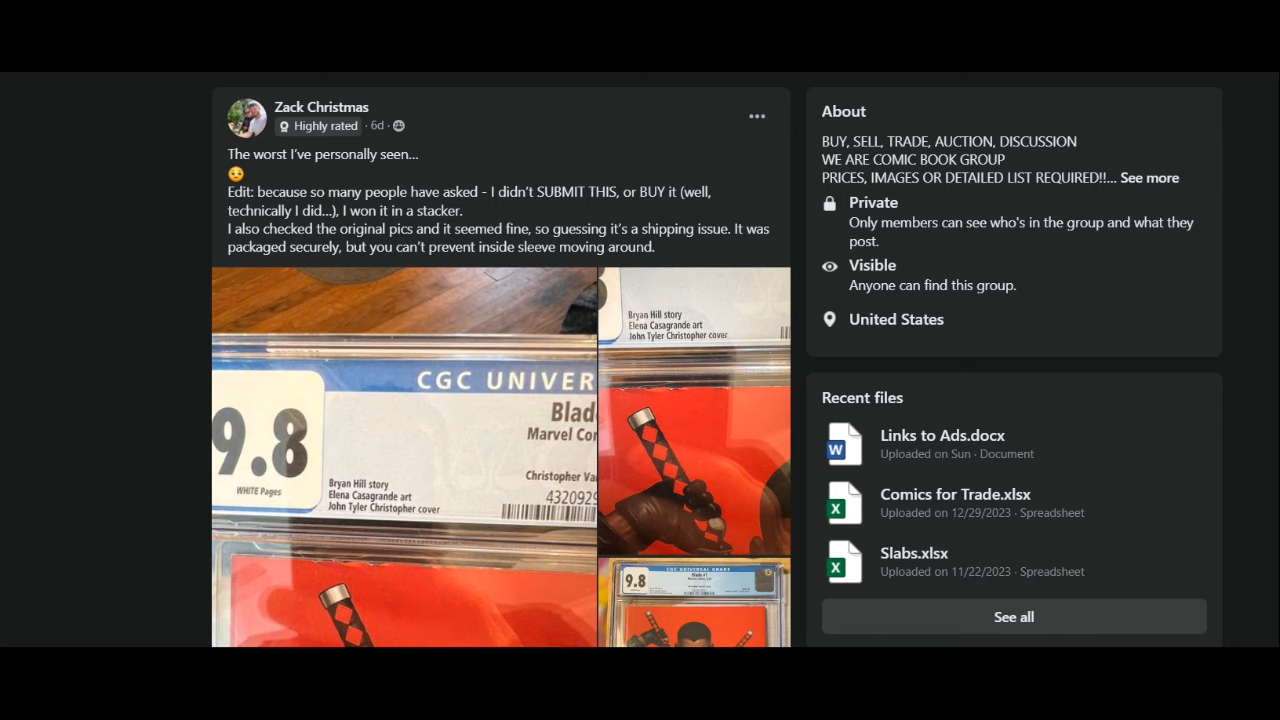 Zack Christmas
Highly rated · 6d ·
The worst I've personally seen...
Edit: because so many people have asked - I didn't SUBMIT THIS, or BUY it (well,
technically I did...), I won it in a stacker.
I also checked the original pics and it seemed fine, so guessing it's a shipping issue. It was
packaged securely, but you can't prevent inside sleeve moving around.
CGC UNIVER
9.8
WHITE Pages
Blade
Marvel Co
Christopher Va
4320929
Bryan Hill story
Elena Casagrande art
John Tyler Christopher cover
Bryan Hill story
Elena Casagrande art
John Tyler Christopher cover
CGC UNIVERSAL GRADE
9.8
Blade #1
About
BUY, SELL, TRADE, AUCTION, DISCUSSION
WE ARE COMIC BOOK GROUP
PRICES, IMAGES OR DETAILED LIST REQUIRED!!... See more
Private
Only members can see who's in the group and what they
post.
Visible
Anyone can find this group.
United States
Recent files
Links to Ads.docx
Uploaded on Sun · Document
Comics for Trade.xlsx
Uploaded on 12/29/2023 · Spreadsheet
Slabs.xlsx
Uploaded on 11/22/2023 · Spreadsheet
See all